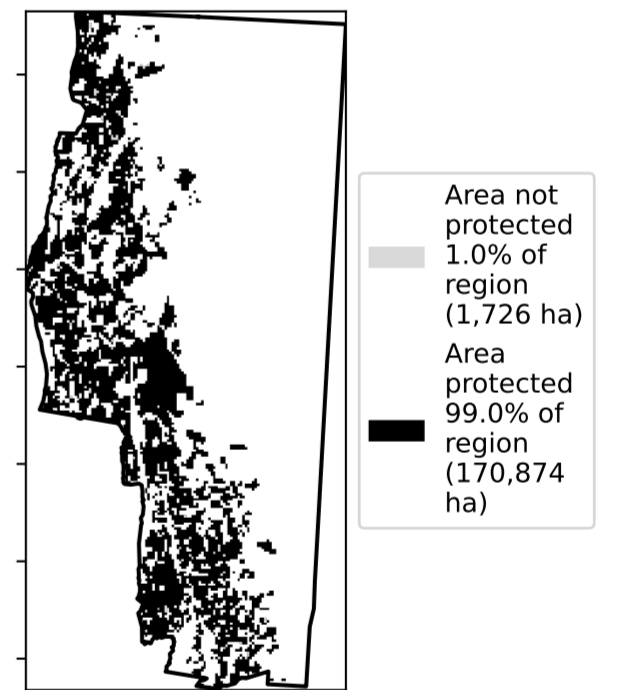 Area not
protected
1.0% of
region
(1,726 ha)
Area
protected
99.0% of
region
(170,874
ha)